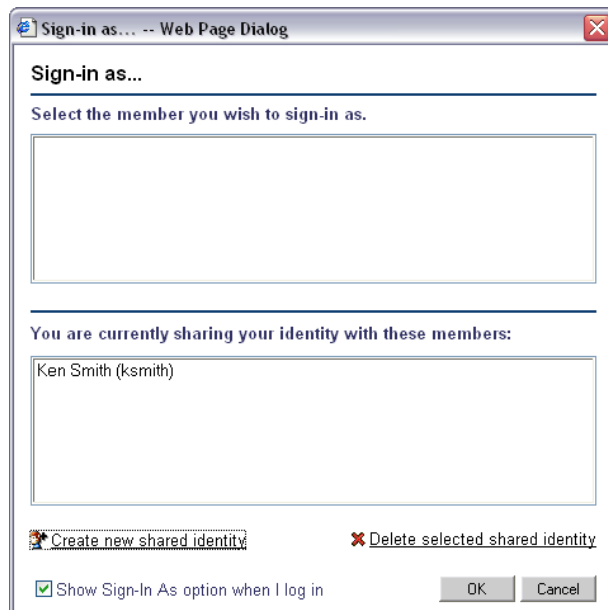 Sign-in as... -- Web Page Dialog
Sign-in as...
Select the member you wish to sign-in as.
You are currently sharing your identity with these members:
Ken Smith (ksmith)
Create new shared identity Delete selected shared identity
Show Sign-In As option when I log in OK Cancel